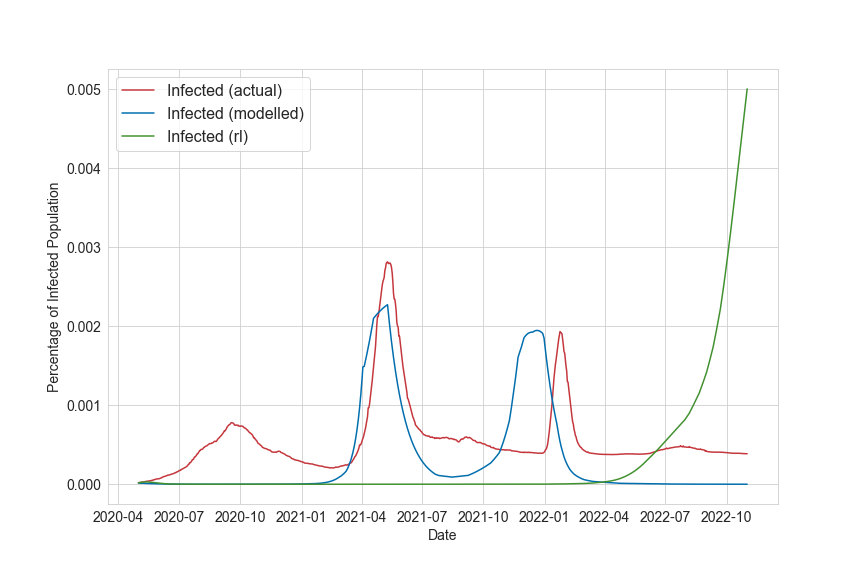 Infected (actual)
Infected (modelled)
Infected (rl)
0.005
0.004
0.003
0.002
0.001
0.000
Percentage of Infected Population
2020-04 2020-07 2020-10 2021-01 2021-04 2021-07 2021-10 2022-01 2022-04 2022-07 2022-10
Date